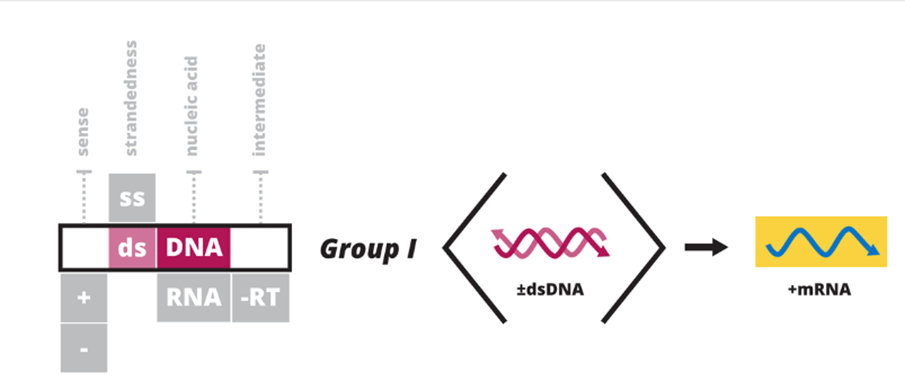 sense
strandedness
nucleic acid
intermediate
ss
ds DNA
+ RNA -RT
-
Group I
±dsDNA
+mRNA